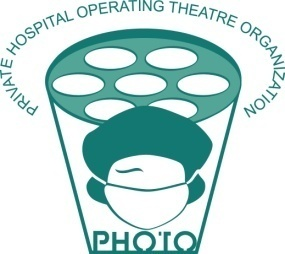 PRIVATE HOSPITAL OPERATING THEATRE ORGANIZATION
PHOTO